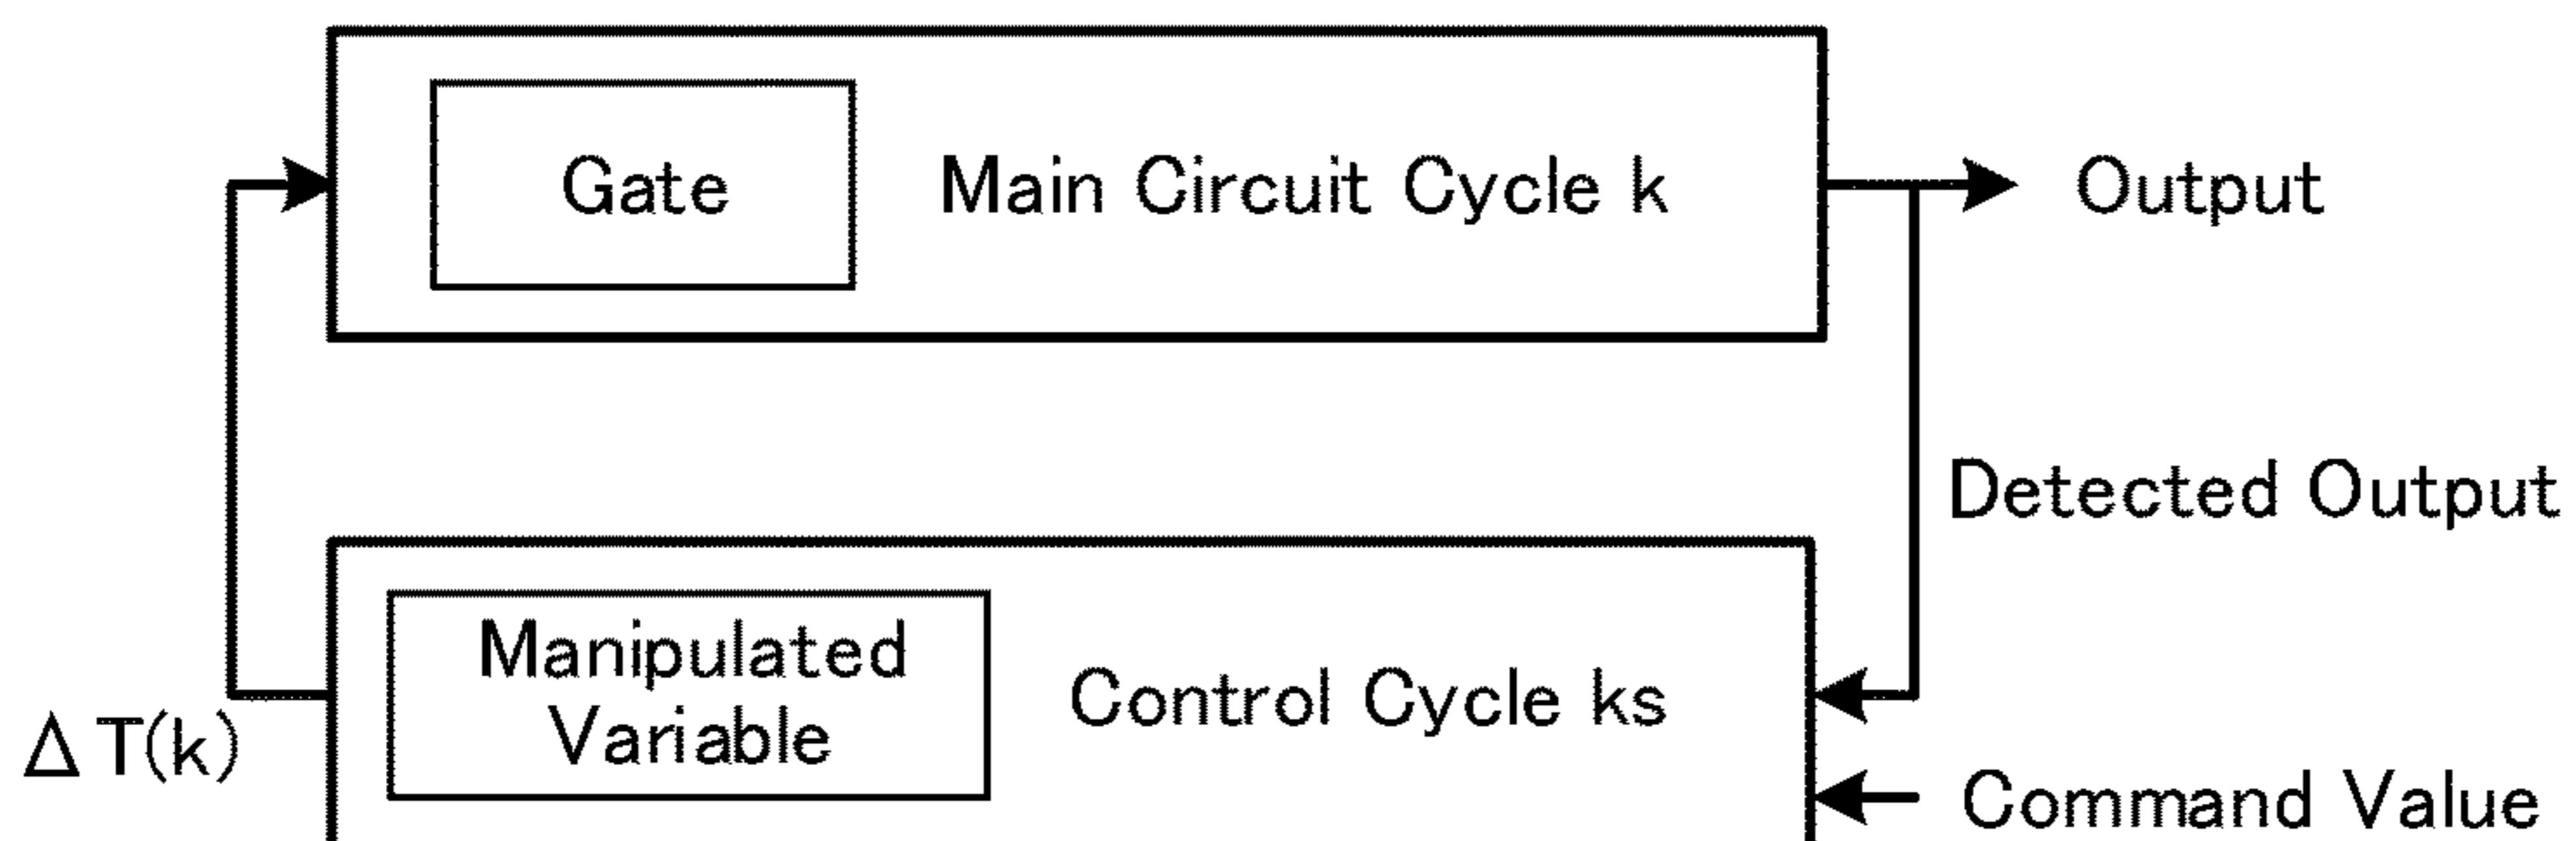 Gate
Main Circuit Cycle k
Output
Detected Output
Manipulated
Variable
Control Cycle ks
ΔT(k)
Command Value